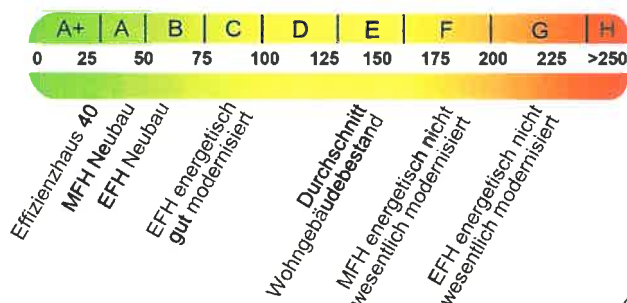 A+ A B C D E F G H
0 25 50 75 100 125 150 175 200 225 >250
Effizienzhaus 40
MFH Neubau
EFH Neubau
EFH energetisch
gut modernisiert
Durchschnitt
Wohngebäudebestand
MFH energetisch nicht
wesentlich modernisiert
EFH energetisch nicht
wesentlich modernisiert